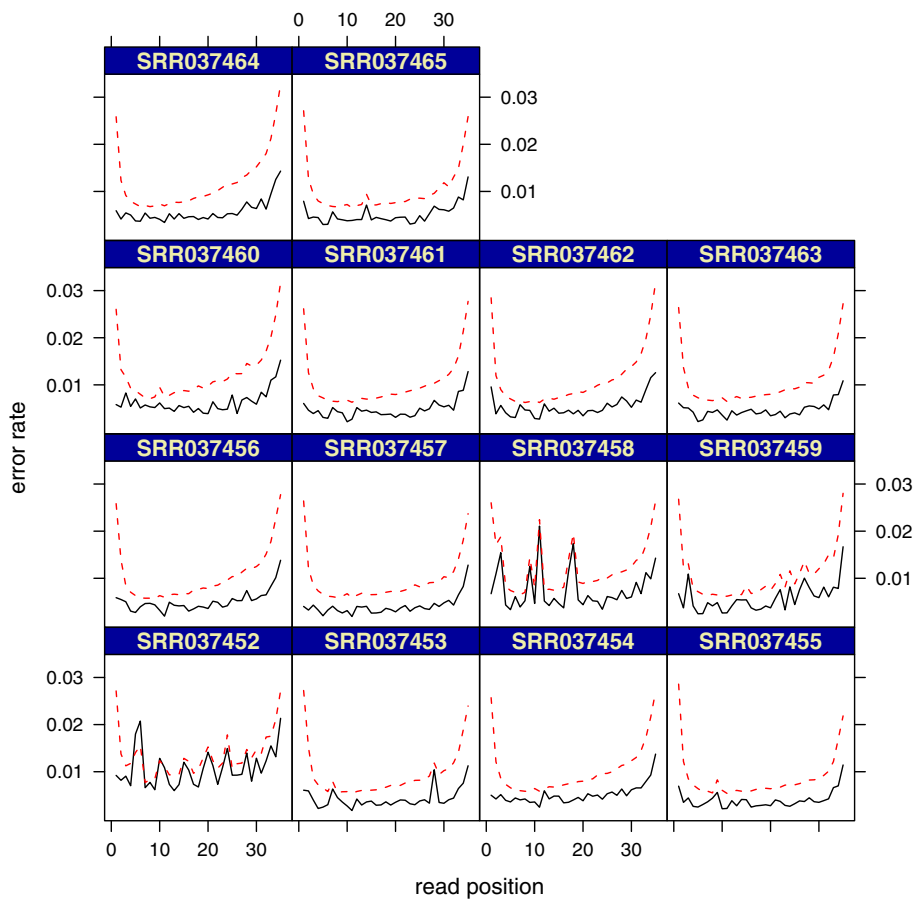 0 10 20 30
SRR037464 SRR037465
0.03
0.02
0.01
SRR037460 SRR037461 SRR037462 SRR037463
0.03
0.02
0.01
SRR037456 SRR037457 SRR037458 SRR037459
0.03
0.02
0.01
SRR037452 SRR037453 SRR037454 SRR037455
0.03
0.02
0.01
0 10 20 30 0 10 20 30
error rate
read position